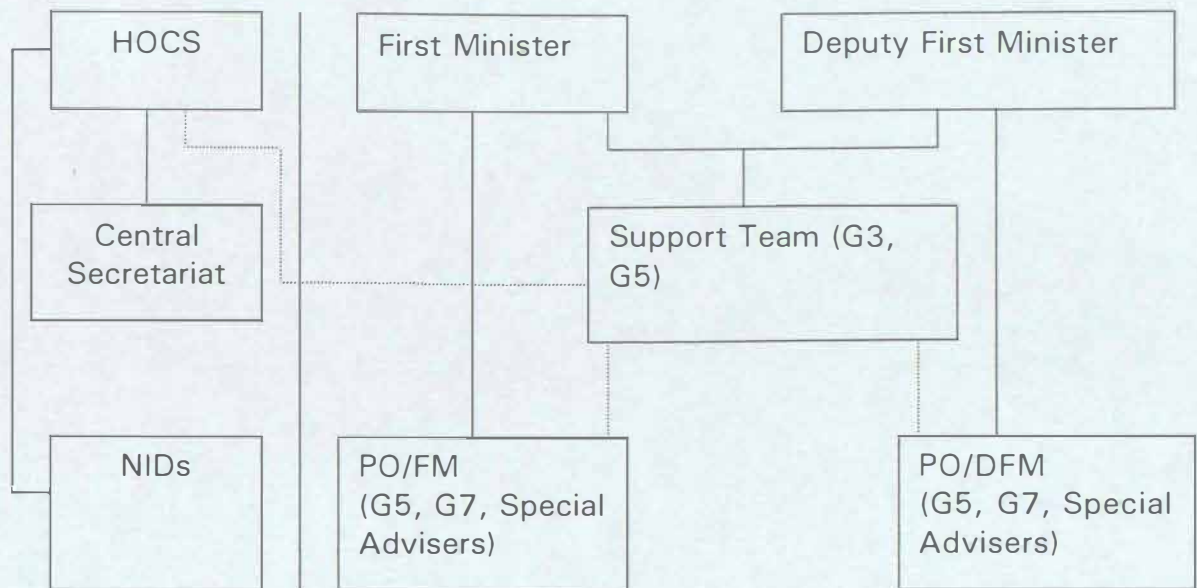 HOCS
First Minister
Deputy First Minister
Central
Secretariat
Support Team (G3,
G5)
NIDs
PO/FM
(G5, G7, Special
Advisers)
PO/DFM
(G5, G7, Special
Advisers)